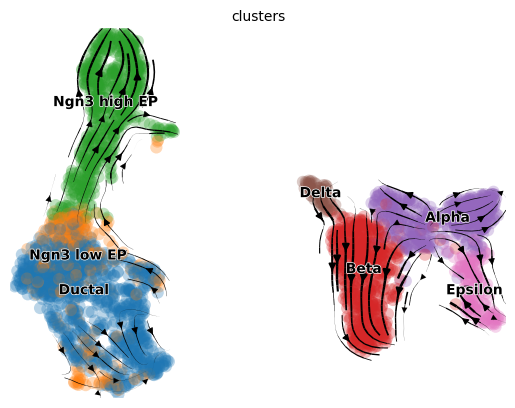 clusters
Ngn3 high EP
Delta
Alpha
Ngn3 low EP
Beta
Ductal
Epsilon